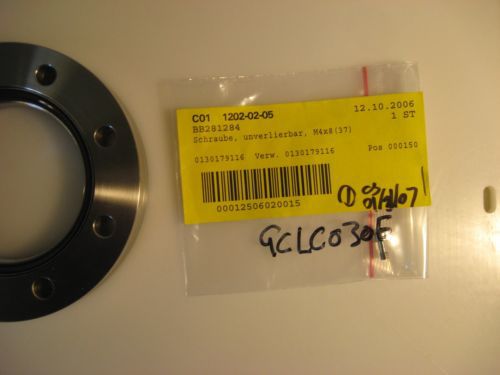 C01 1202-02-05 12.10.2006
BB281284 1 ST
Schraube, unverlierbar, M4x8(37)
0130179116 Verw. 0130179116 Pos 000150
00012506020015
GCLC030F